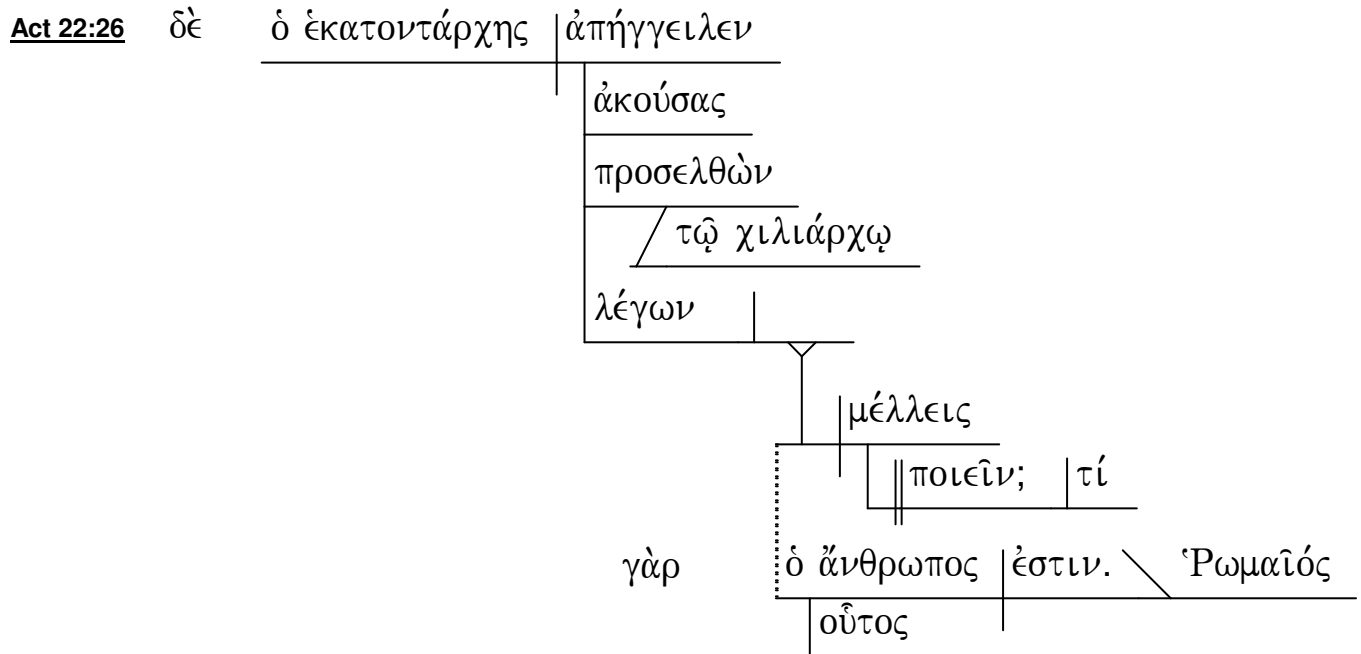 Act 22:26 δὲ ὁ ἑκατοντάρχης ἀπήγγειλεν
ἀκούσας
προσελθὼν
τῷ χιλιάρχῳ
λέγων
μέλλεις
ποιεῖν; τί
γὰρ ὁ ἄνθρωπος ἐστιν. Ῥωμαῖός
οὗτος